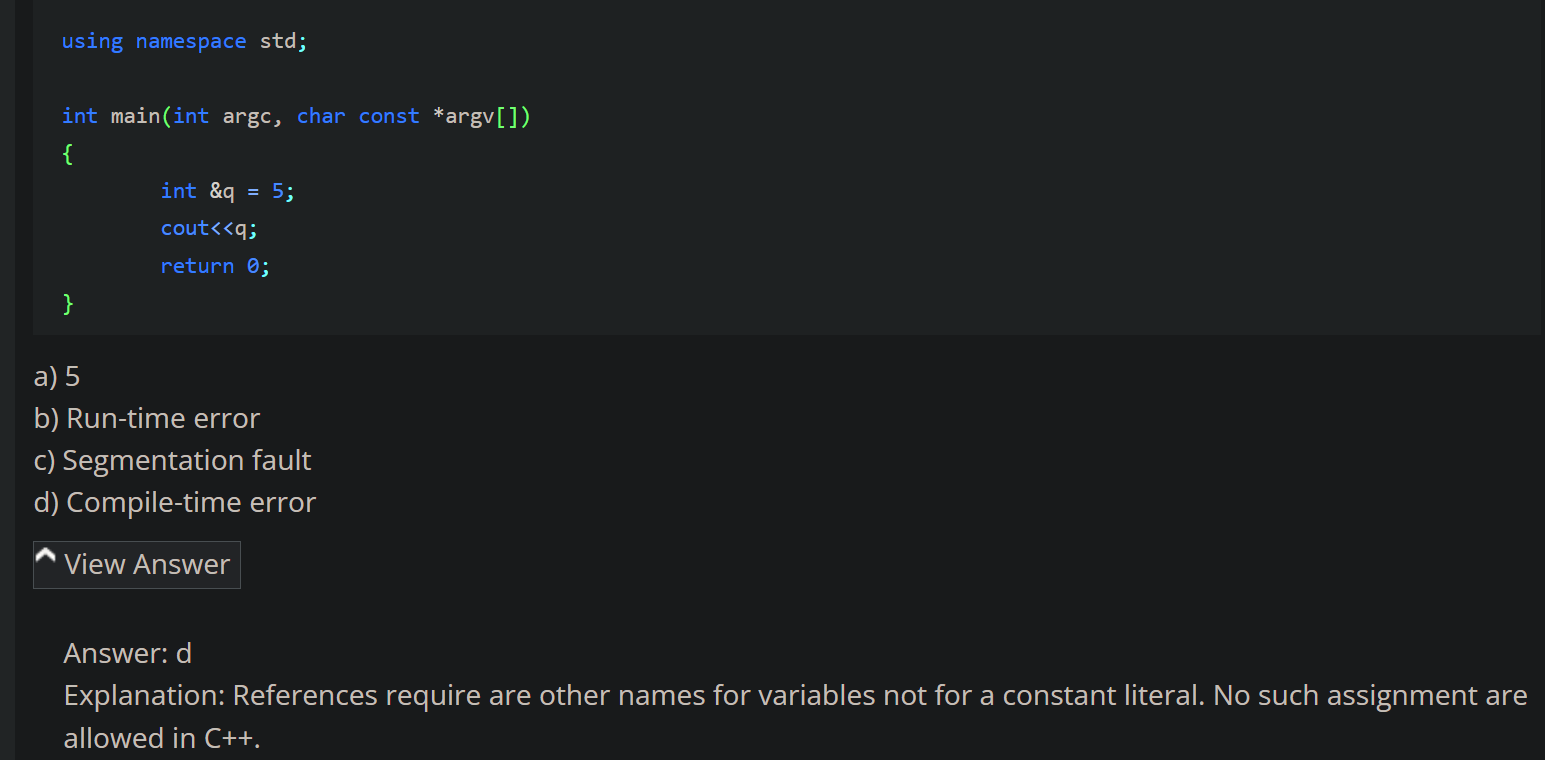 using namespace std;
int main(int argc, char const *argv[])
{
int &q = 5;
cout<<q;
return 0;
}
a) 5
b) Run-time error
c) Segmentation fault
d) Compile-time error
View Answer
Answer: d
Explanation: References require are other names for variables not for a constant literal. No such assignment are
allowed in C++.